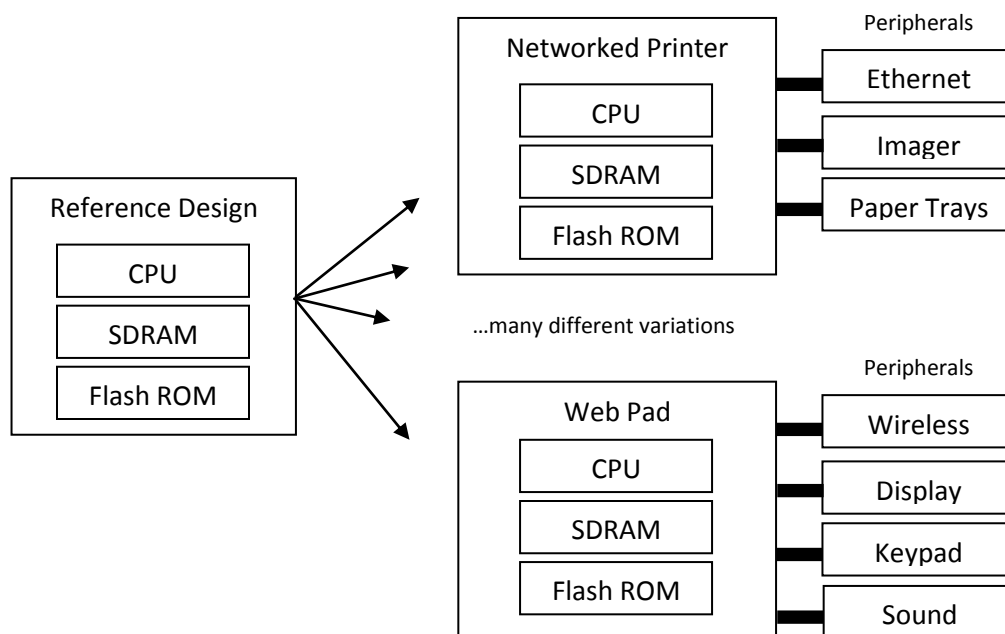 Reference Design
CPU
SDRAM
Flash ROM
Networked Printer
CPU
SDRAM
Flash ROM
Peripherals
Ethernet
Imager
Paper Trays
…many different variations
Web Pad
CPU
SDRAM
Flash ROM
Peripherals
Wireless
Display
Keypad
Sound